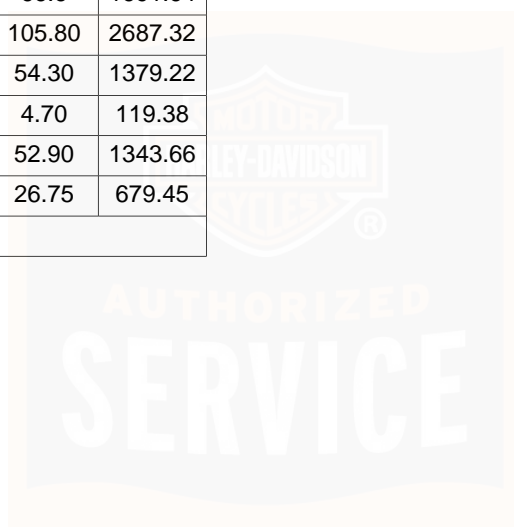 105.80 2687.32
54.30 1379.22
4.70 119.38
52.90 1343.66
26.75 679.45
MOTOR
HARLEY-DAVIDSON
CYCLES
®
AUTHORIZED
SERVICE